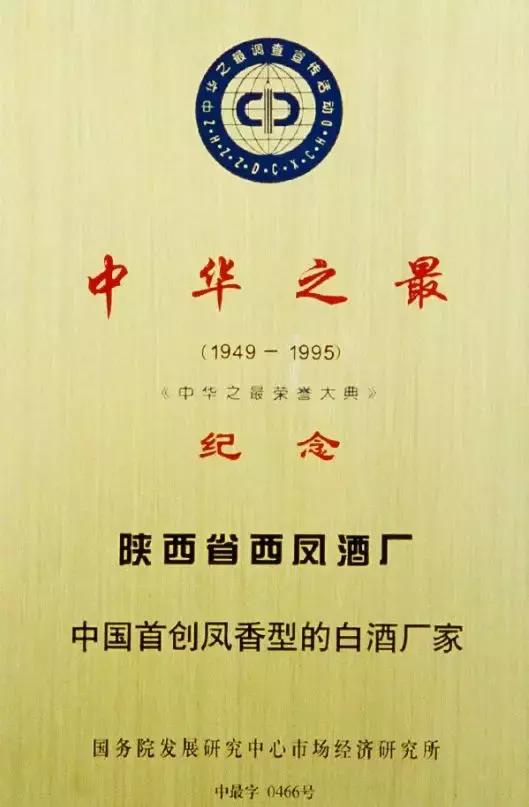 中华之最调查宣传活动
Z.H.Z.Z.D.C.X.C.H.D
中华之最
(1949-1995)
《中华之最荣誉大典》
纪念
陕西省西凤酒厂
中国首创凤香型的白酒厂家
国务院发展研究中心市场经济研究所
中最字 0466号